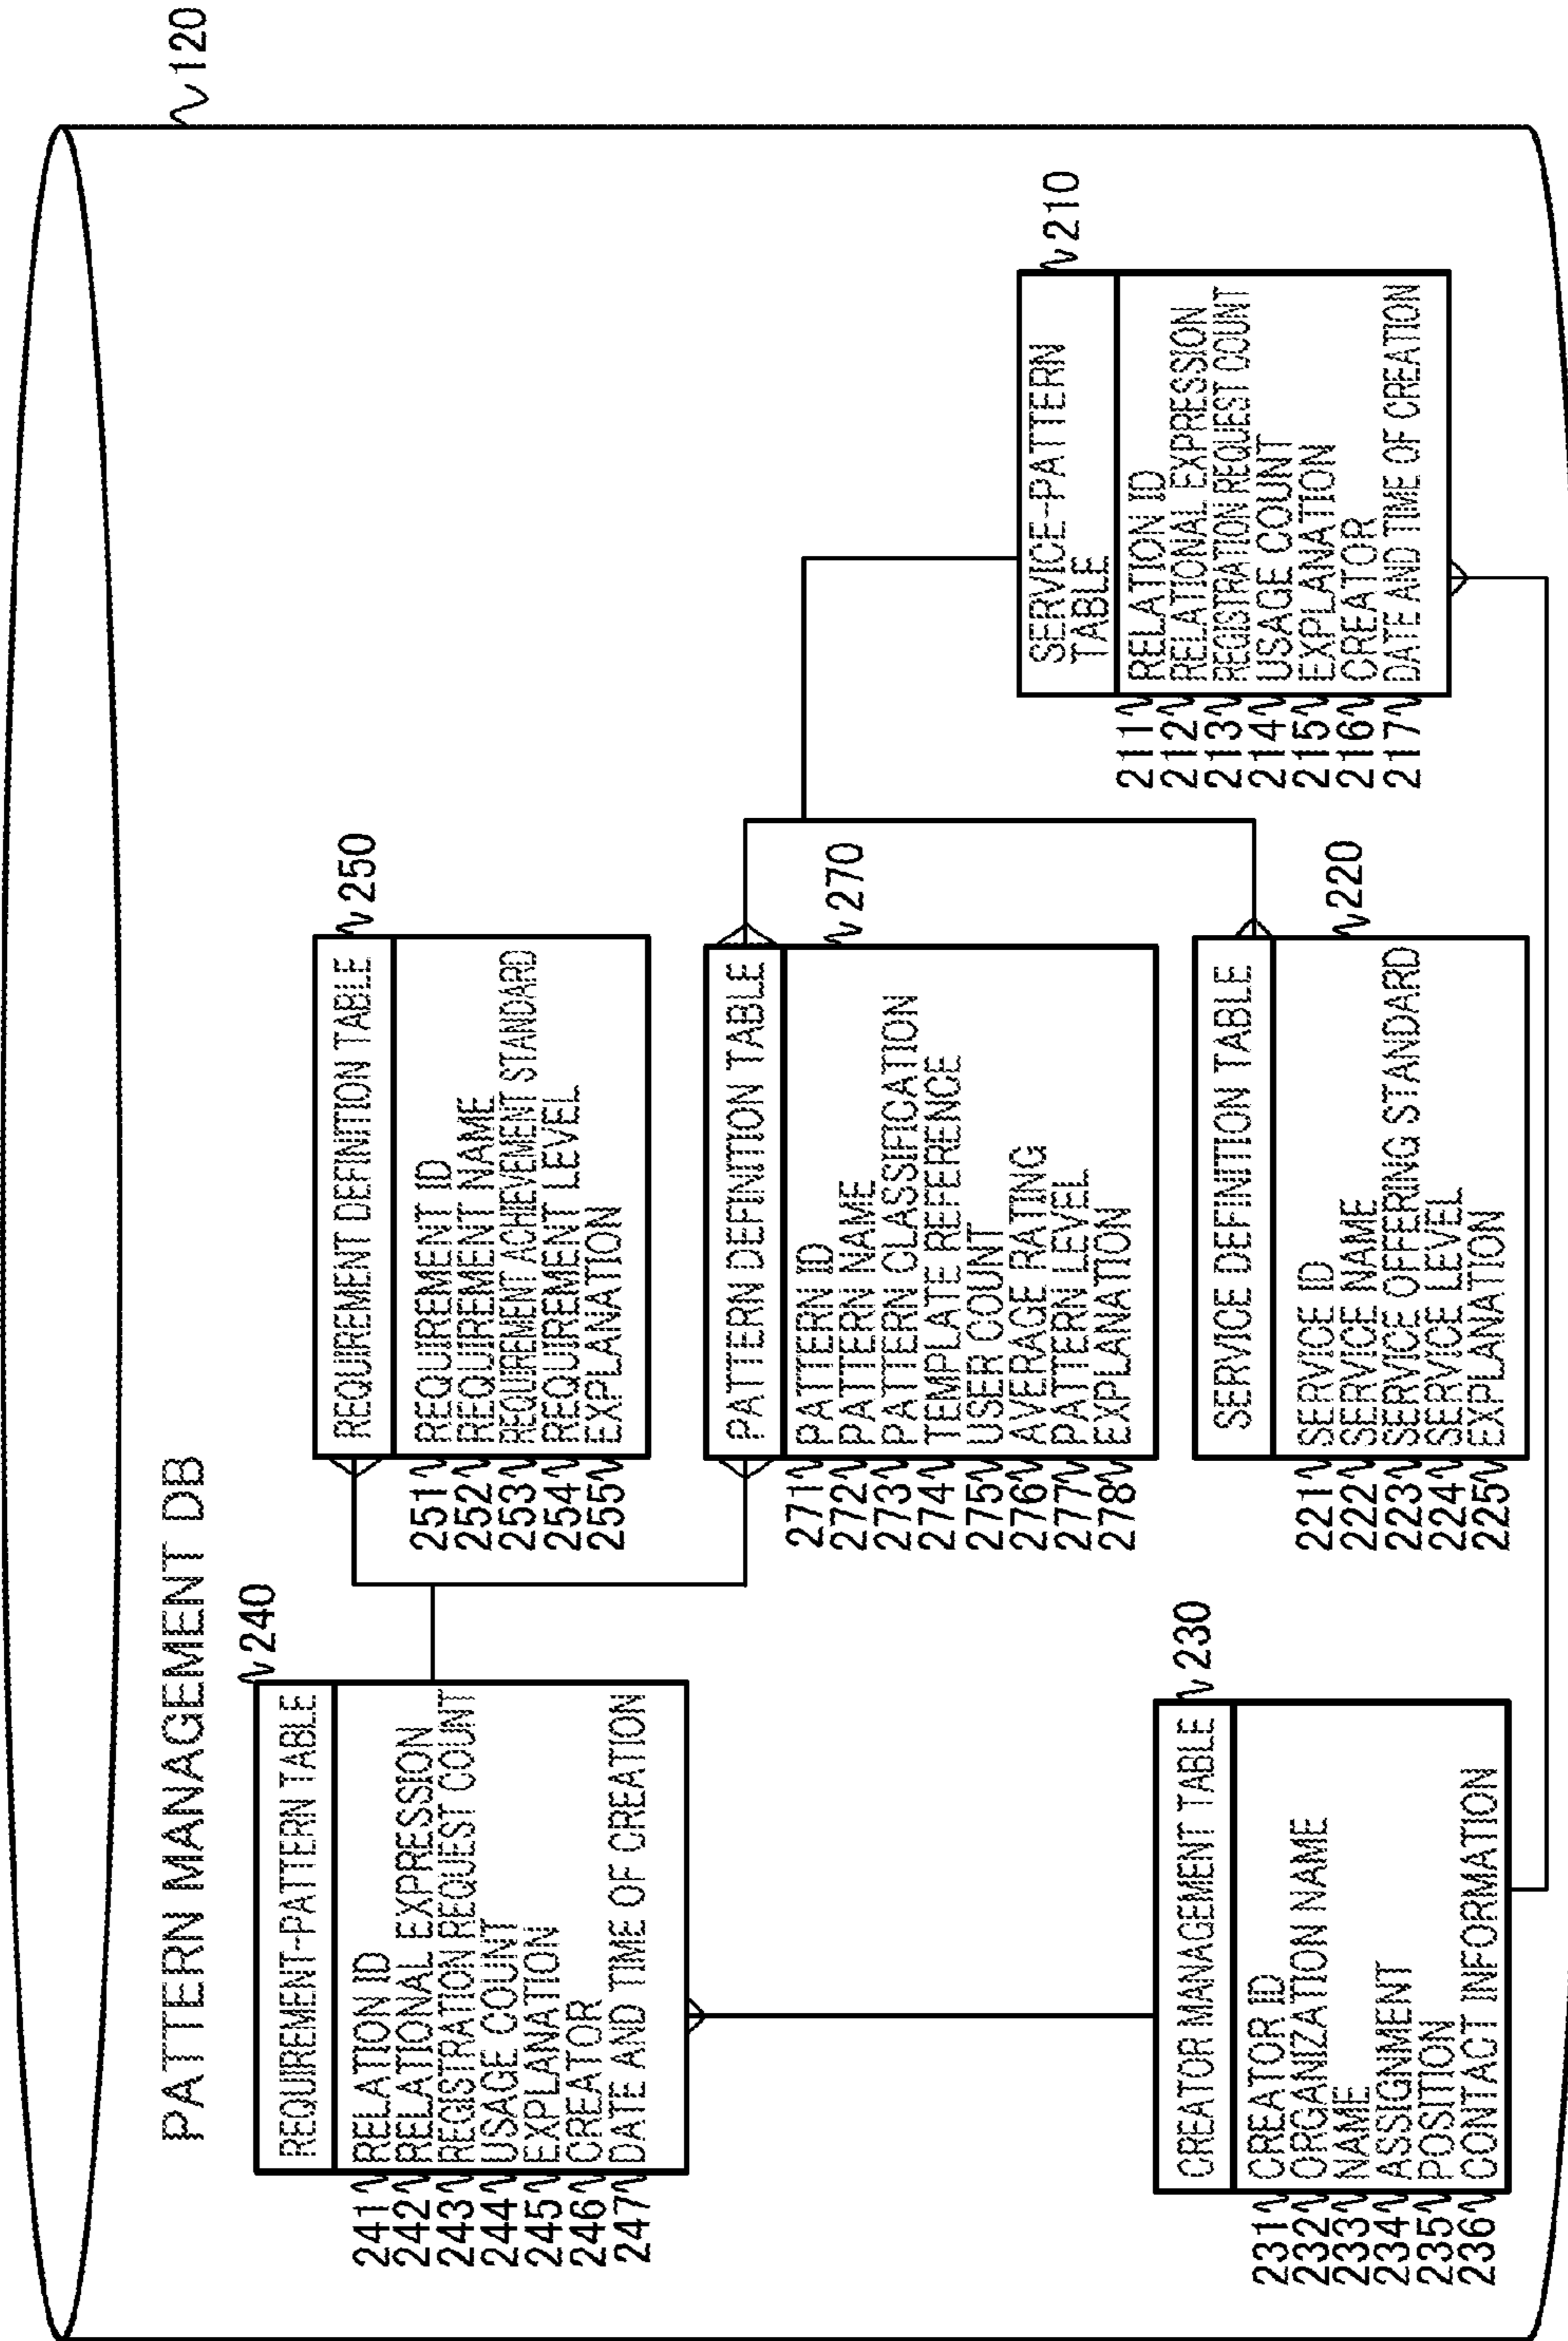 120
PATTERN MANAGEMENT DB
240
REQUIREMENT-PATTERN TABLE
241 RELATION ID
242 RELATIONAL EXPRESSION
243 REGISTRATION REQUEST COUNT
244 USAGE COUNT
245 EXPLANATION
246 CREATOR
247 DATE AND TIME OF CREATION
250
REQUIREMENT DEFINITION TABLE
251 REQUIREMENT ID
252 REQUIREMENT NAME
253 REQUIREMENT ACHIEVEMENT STANDARD
254 REQUIREMENT LEVEL
255 EXPLANATION
270
PATTERN DEFINITION TABLE
271 PATTERN ID
272 PATTERN NAME
273 PATTERN CLASSIFICATION
274 TEMPLATE REFERENCE
275 USER COUNT
276 AVERAGE RATING
277 PATTERN LEVEL
278 EXPLANATION
210
SERVICE-PATTERN
TABLE
211 RELATION ID
212 RELATIONAL EXPRESSION
213 REGISTRATION REQUEST COUNT
214 USAGE COUNT
215 EXPLANATION
216 CREATOR
217 DATE AND TIME OF CREATION
230
CREATOR MANAGEMENT TABLE
231 CREATOR ID
232 ORGANIZATION NAME
233 NAME
234 ASSIGNMENT
235 POSITION
236 CONTACT INFORMATION
220
SERVICE DEFINITION TABLE
221 SERVICE ID
222 SERVICE NAME
223 SERVICE OFFERING STANDARD
224 SERVICE LEVEL
225 EXPLANATION